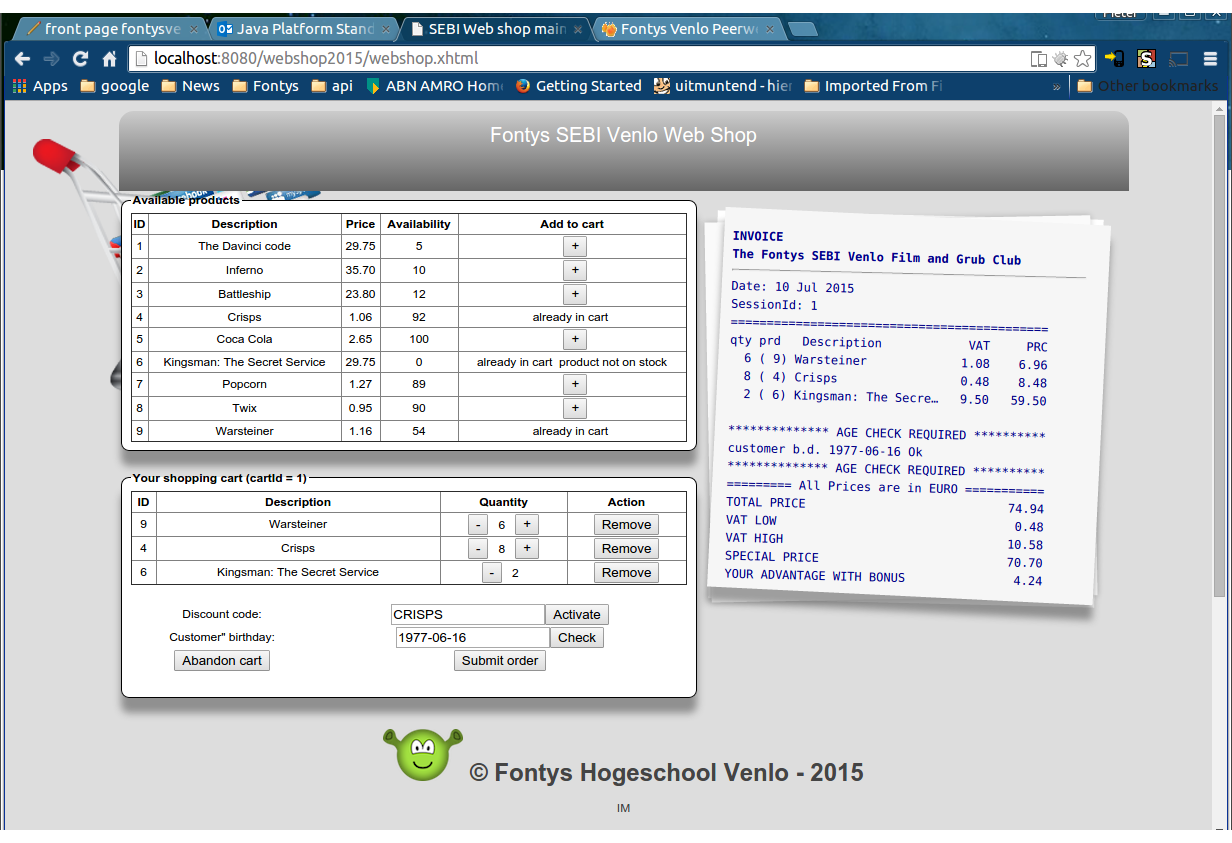 Pieter
front page fontysve
Java Platform Stand
SEBI Web shop main
Fontys Venlo Peerw
localhost:8080/webshop2015/webshop.xhtml
Apps google News Fontys api ABN AMRO Hom Getting Started uitmuntend - hier Imported From Fi » Other bookmarks
Fontys SEBI Venlo Web Shop
Available products
ID Description Price Availability Add to cart
1 The Davinci code 29.75 5 +
2 Inferno 35.70 10 +
3 Battleship 23.80 12 +
4 Crisps 1.06 92 already in cart
5 Coca Cola 2.65 100 +
6 Kingsman: The Secret Service 29.75 0 already in cart product not on stock
7 Popcorn 1.27 89 +
8 Twix 0.95 90 +
9 Warsteiner 1.16 54 already in cart
Your shopping cart (cartId = 1)
ID Description Quantity Action
9 Warsteiner - 6 + Remove
4 Crisps - 8 + Remove
6 Kingsman: The Secret Service - 2 Remove
Discount code: CRISPS Activate
Customer" birthday: 1977-06-16 Check
Abandon cart Submit order
INVOICE
The Fontys SEBI Venlo Film and Grub Club
Date: 10 Jul 2015
SessionId: 1
============================================
qty prd Description VAT PRC
6 ( 9) Warsteiner 1.08 6.96
8 ( 4) Crisps 0.48 8.48
2 ( 6) Kingsman: The Secre… 9.50 59.50
************** AGE CHECK REQUIRED **********
customer b.d. 1977-06-16 Ok
************** AGE CHECK REQUIRED **********
========= All Prices are in EURO ===========
TOTAL PRICE 74.94
VAT LOW 0.48
VAT HIGH 10.58
SPECIAL PRICE 70.70
YOUR ADVANTAGE WITH BONUS 4.24
© Fontys Hogeschool Venlo - 2015
IM